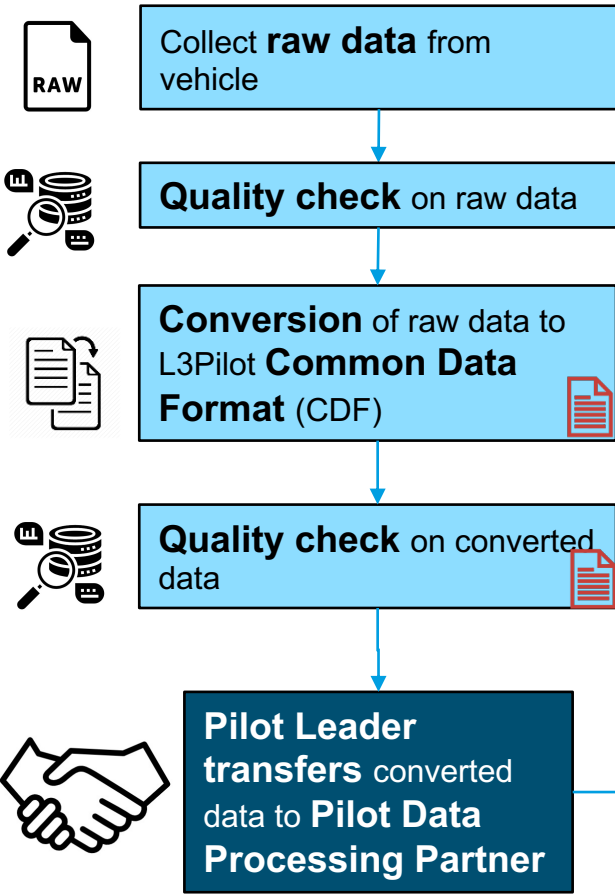 RAW
Collect raw data from
vehicle
Quality check on raw data
Conversion of raw data to
L3Pilot Common Data
Format (CDF)
Quality check on converted
data
Pilot Leader
transfers converted
data to Pilot Data
Processing Partner